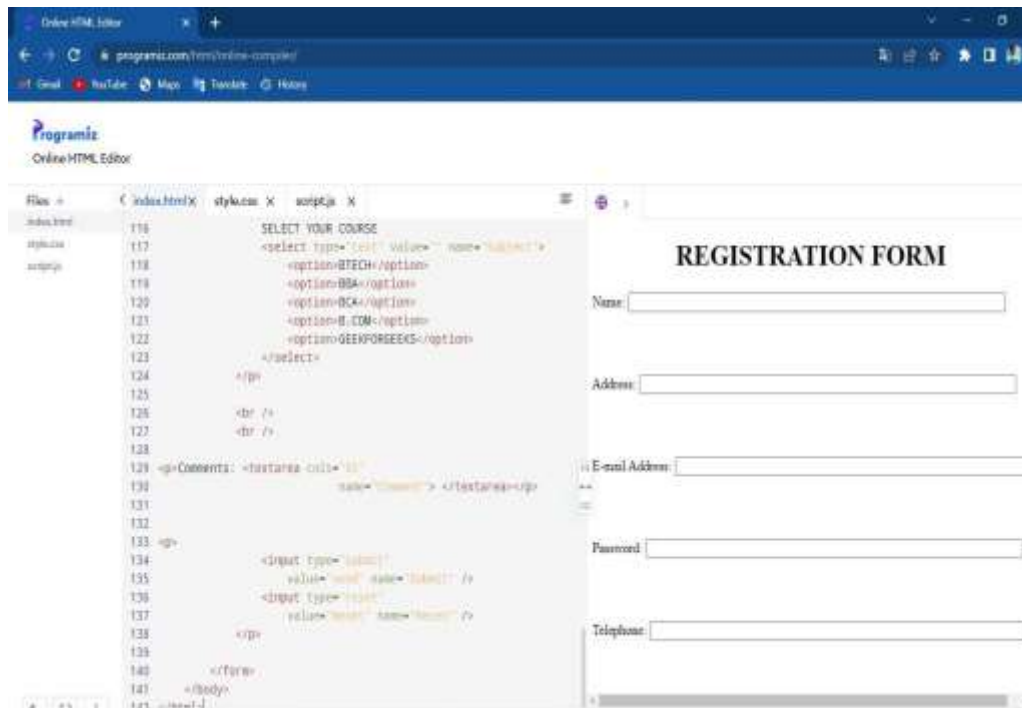 Online HTML Editor
programiz.com/html/online-compiler/
Gmail YouTube Maps Translate History
Programiz
Online HTML Editor
Files
index.html
style.css
script.js
index.html X style.css X script.js X
116 SELECT YOUR COURSE
117 <select type="text" value="" name="Subject">
118 <option>BTECH</option>
119 <option>BBA</option>
120 <option>BCA</option>
121 <option>B.COM</option>
122 <option>GEEKFORGEEKS</option>
123 </select>
124 </p>
125
126 <br />
127 <br />
128
129 <p>Comments: <textarea cols=
130 name="Comment"> </textarea></p>
131
132
133 <p>
134 <input type="submit"
135 value="send" name="Submit" />
136 <input type="reset"
137 value="Reset" name="Reset" />
138 </p>
139
140 </form>
141 </body>
142 </html>
REGISTRATION FORM
Name:
Address:
E-mail Address:
Password:
Telephone: